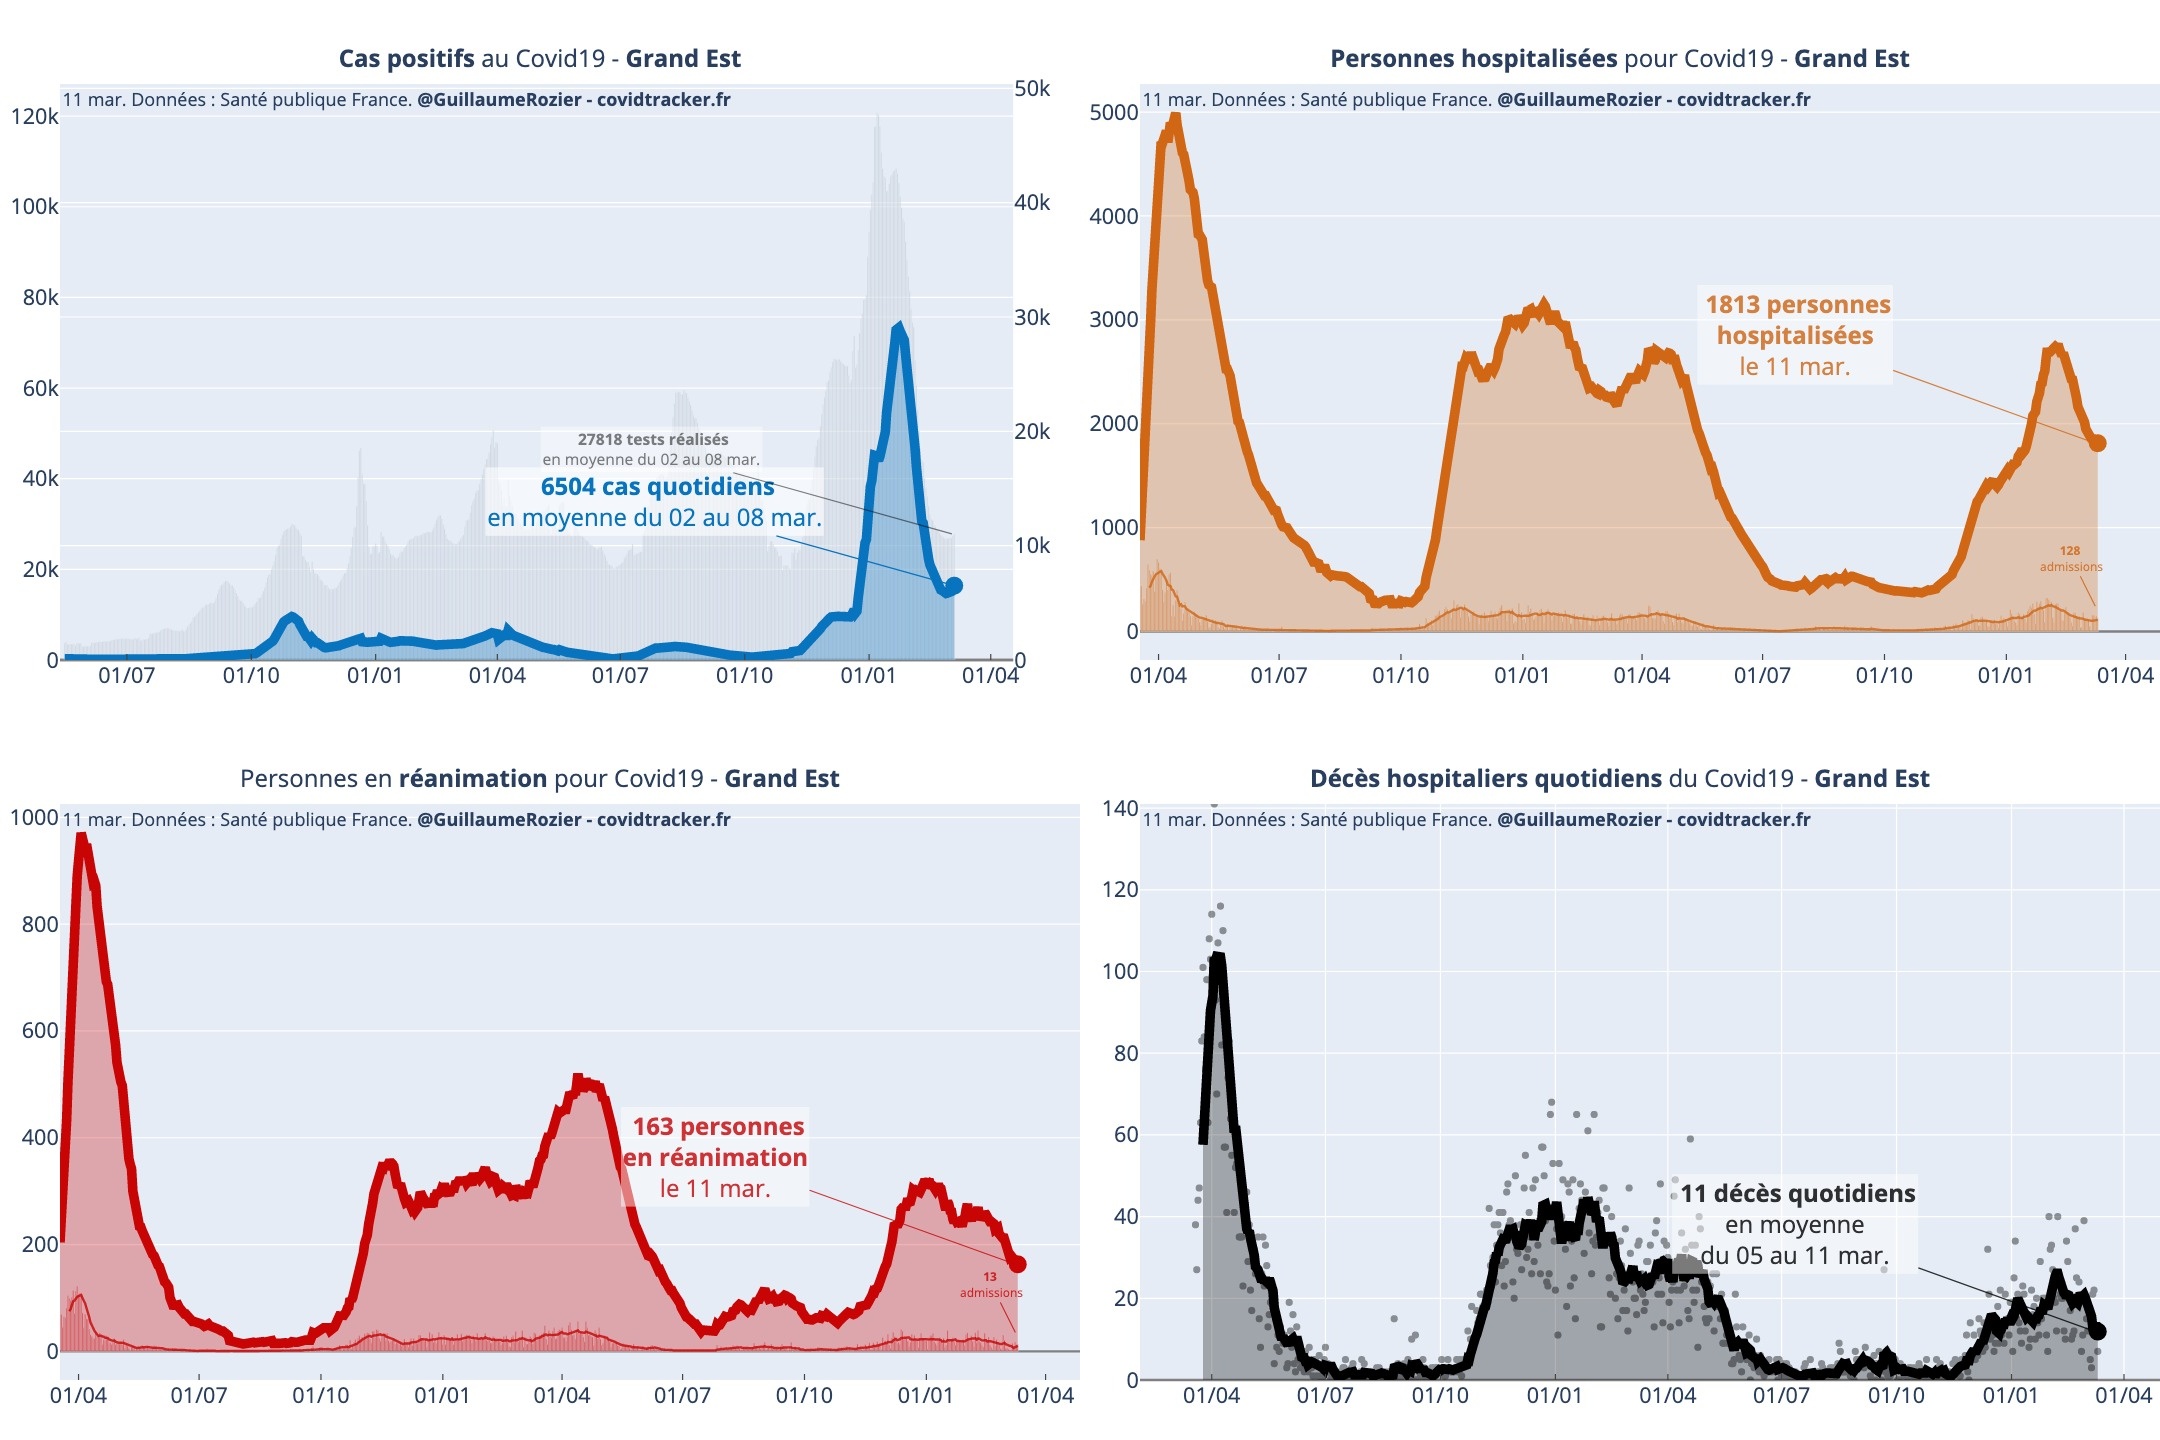 Cas positifs au Covid19 - Grand Est
11 mar. Données : Santé publique France. @GuillaumeRozier - covidtracker.fr
120k
100k
80k
60k
40k
20k
0
50k
40k
30k
20k
10k
0
27818 tests réalisés
en moyenne du 02 au 08 mar.
6504 cas quotidiens
en moyenne du 02 au 08 mar.
01/07 01/10 01/01 01/04 01/07 01/10 01/01 01/04
Personnes hospitalisées pour Covid19 - Grand Est
11 mar. Données : Santé publique France. @GuillaumeRozier - covidtracker.fr
5000
4000
3000
2000
1000
0
1813 personnes
hospitalisées
le 11 mar.
128
admissions
01/04 01/07 01/10 01/01 01/04 01/07 01/10 01/01 01/04
Personnes en réanimation pour Covid19 - Grand Est
11 mar. Données : Santé publique France. @GuillaumeRozier - covidtracker.fr
1000
800
600
400
200
0
163 personnes
en réanimation
le 11 mar.
13
admissions
01/04 01/07 01/10 01/01 01/04 01/07 01/10 01/01 01/04
Décès hospitaliers quotidiens du Covid19 - Grand Est
11 mar. Données : Santé publique France. @GuillaumeRozier - covidtracker.fr
140
120
100
80
60
40
20
0
11 décès quotidiens
en moyenne
du 05 au 11 mar.
01/04 01/07 01/10 01/01 01/04 01/07 01/10 01/01 01/04